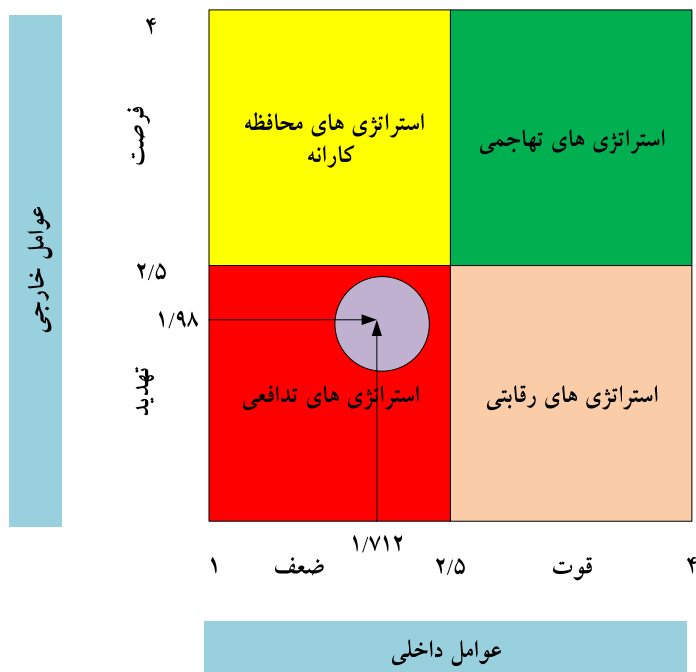 ۴
استراتژی های محافظه
کارانه
استراتژی های تهاجمی
فرصت
عوامل خارجی
۲/۵
۱/۹۸
تهدید
استراتژی های تدافعی
استراتژی های رقابتی
۱/۷۱۲
۱
ضعف
۲/۵
قوت
۴
عوامل داخلی